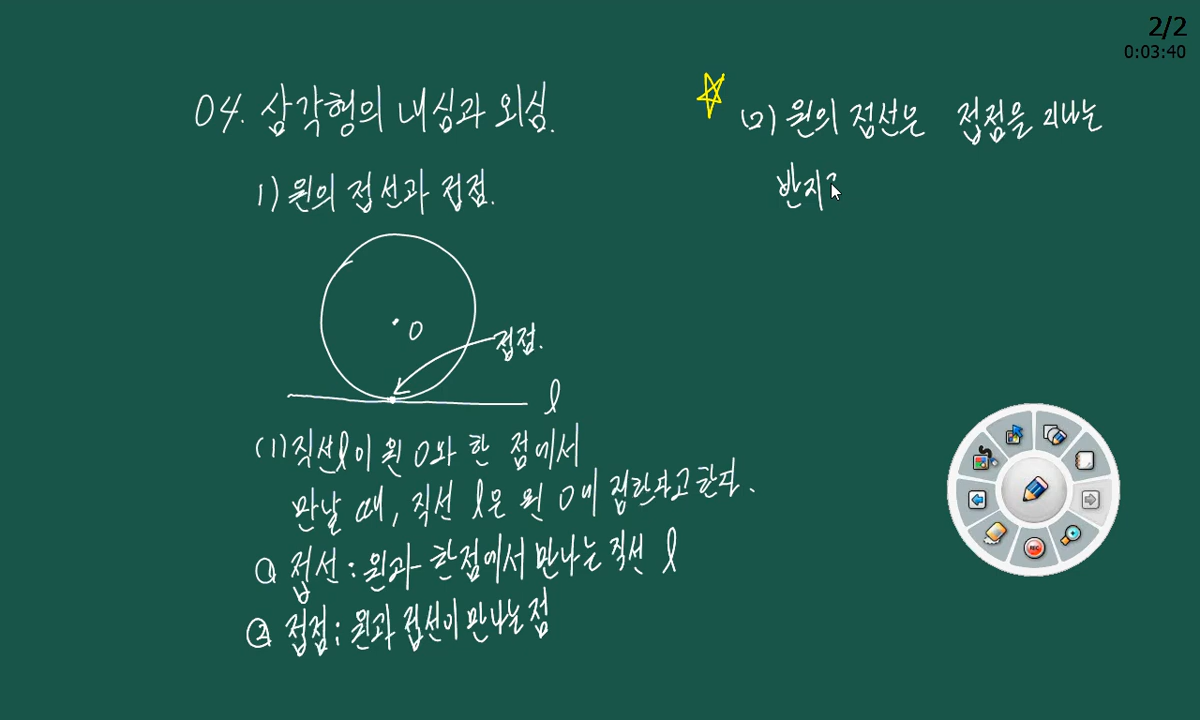 2/2
0:03:40
04. 삼각형의 내심과 외심.
1) 원의 접선과 접점.
O
접점.
l
(1) 직선 l이 원 O와 한 점에서
만날 때, 직선 l은 원 O에 접한다고 한다.
① 접선 : 원과 한점에서 만나는 직선 l
② 접점 : 원과 접선이 만나는 점
(2) 원의 접선은 접점을 지나는
반지
REC